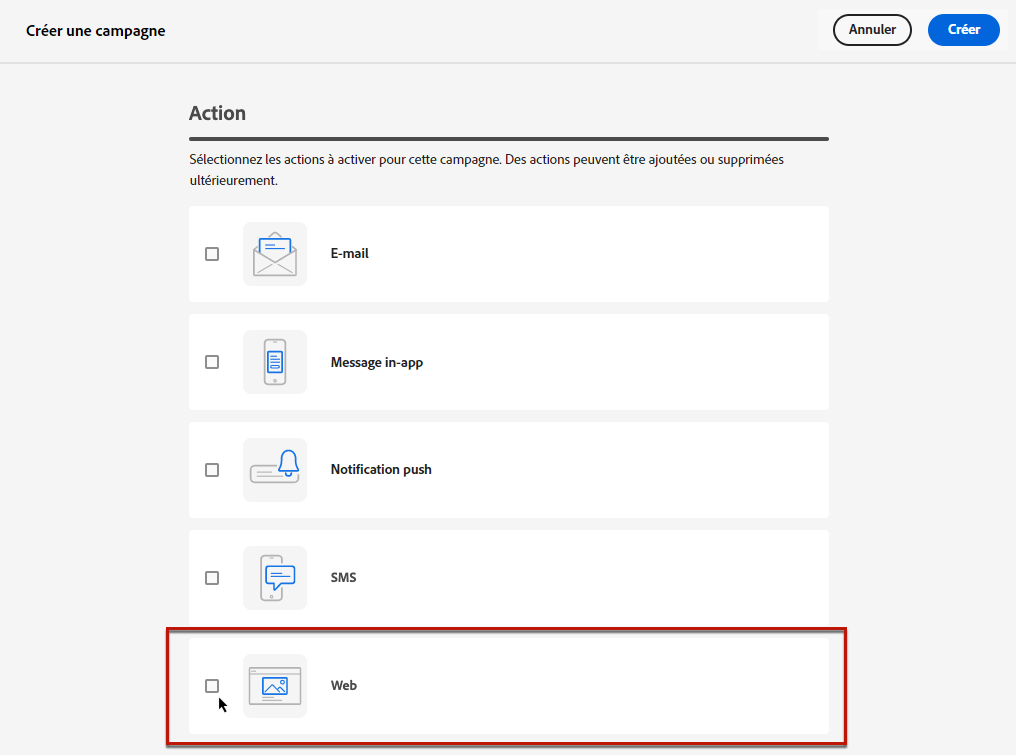 Créer une campagne
Annuler
Créer
Action
Sélectionnez les actions à activer pour cette campagne. Des actions peuvent être ajoutées ou supprimées
ultérieurement.
E-mail
Message in-app
Notification push
SMS
Web